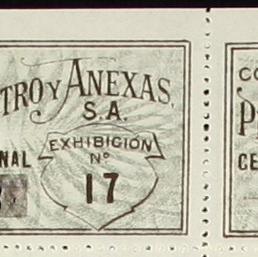 TRO Y ANEXAS,
S.A.
EXHIBICION
NAL Nº
17
CO
P
CE